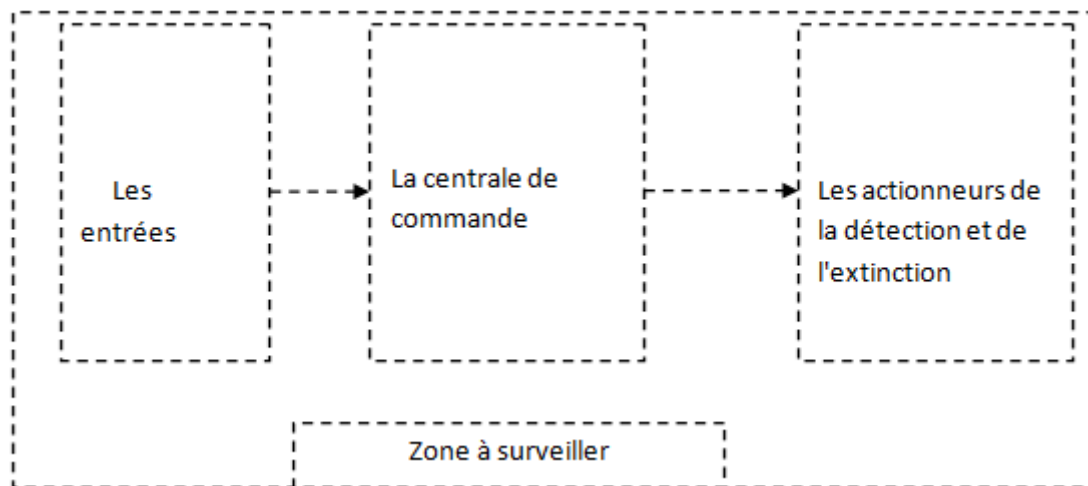 Les
entrées
La centrale de
commande
Les actionneurs de
la détection et de
l'extinction
Zone à surveiller